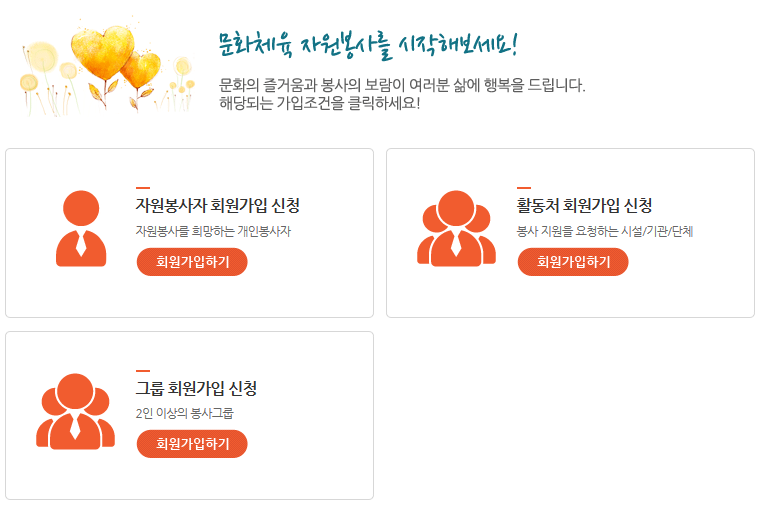 문화체육 자원봉사를 시작해보세요!
문화의 즐거움과 봉사의 보람이 여러분 삶에 행복을 드립니다.
해당되는 가입조건을 클릭하세요!
자원봉사자 회원가입 신청
자원봉사를 희망하는 개인봉사자
회원가입하기
활동처 회원가입 신청
봉사 지원을 요청하는 시설/기관/단체
회원가입하기
그룹 회원가입 신청
2인 이상의 봉사그룹
회원가입하기